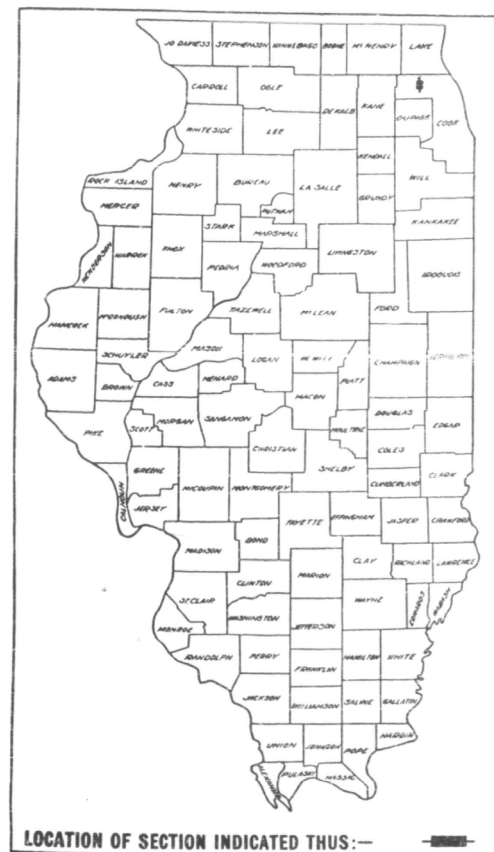 JO DAVIESS STEPHENSON WINNEBAGO BOONE McHENRY LAKE
CARROLL OGLE DEKALB KANE DUPAGE COOK
WHITESIDE LEE KENDALL WILL
ROCK ISLAND HENRY BUREAU LA SALLE GRUNDY
MERCER PUTNAM KANKAKEE
STARK MARSHALL LIVINGSTON
HENDERSON WARREN KNOX PEORIA WOODFORD IROQUOIS
HANCOCK McDONOUGH FULTON TAZEWELL McLEAN FORD
MASON
SCHUYLER LOGAN DE WITT CHAMPAIGN VERMILION
ADAMS BROWN CASS MENARD PIATT
MACON
PIKE SCOTT MORGAN SANGAMON MOULTRIE DOUGLAS EDGAR
CHRISTIAN COLES
GREENE SHELBY CLARK
CALHOUN JERSEY MACOUPIN MONTGOMERY CUMBERLAND
FAYETTE EFFINGHAM JASPER CRAWFORD
MADISON BOND
CLAY RICHLAND LAWRENCE
CLINTON MARION
ST CLAIR WAYNE EDWARDS WABASH
MONROE WASHINGTON JEFFERSON
RANDOLPH PERRY HAMILTON WHITE
FRANKLIN
JACKSON WILLIAMSON SALINE GALLATIN
UNION JOHNSON POPE HARDIN
ALEXANDER PULASKI MASSAC
LOCATION OF SECTION INDICATED THUS:—